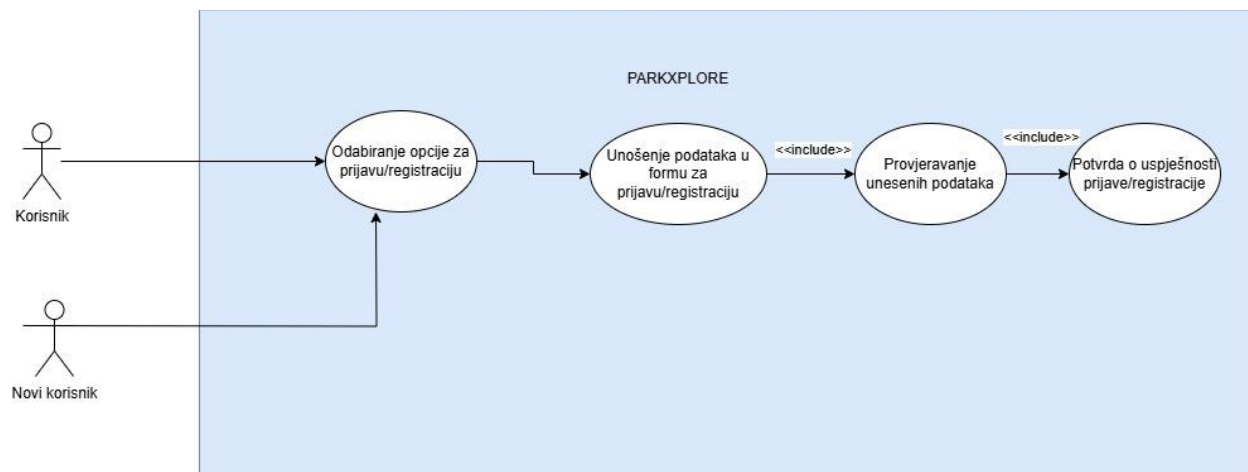 PARKXPLORE
Korisnik
Novi korisnik
Odabiranje opcije za
prijavu/registraciju
Unošenje podataka u
formu za
prijavu/registraciju
<<include>>
Provjeravanje
unesenih podataka
<<include>>
Potvrda o uspješnosti
prijave/registracije